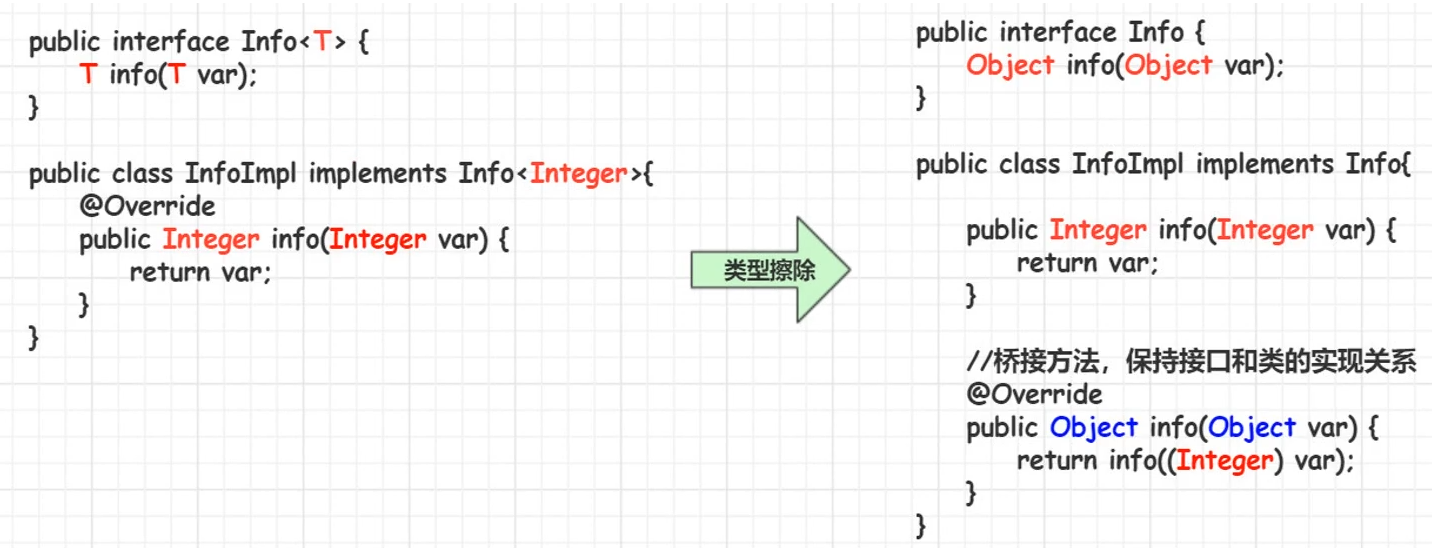 public interface Info<T> {
T info(T var);
}
public class InfoImpl implements Info<Integer>{
@Override
public Integer info(Integer var) {
return var;
}
}
类型擦除
public interface Info {
Object info(Object var);
}
public class InfoImpl implements Info{
public Integer info(Integer var) {
return var;
}
//桥接方法，保持接口和类的实现关系
@Override
public Object info(Object var) {
return info((Integer) var);
}
}